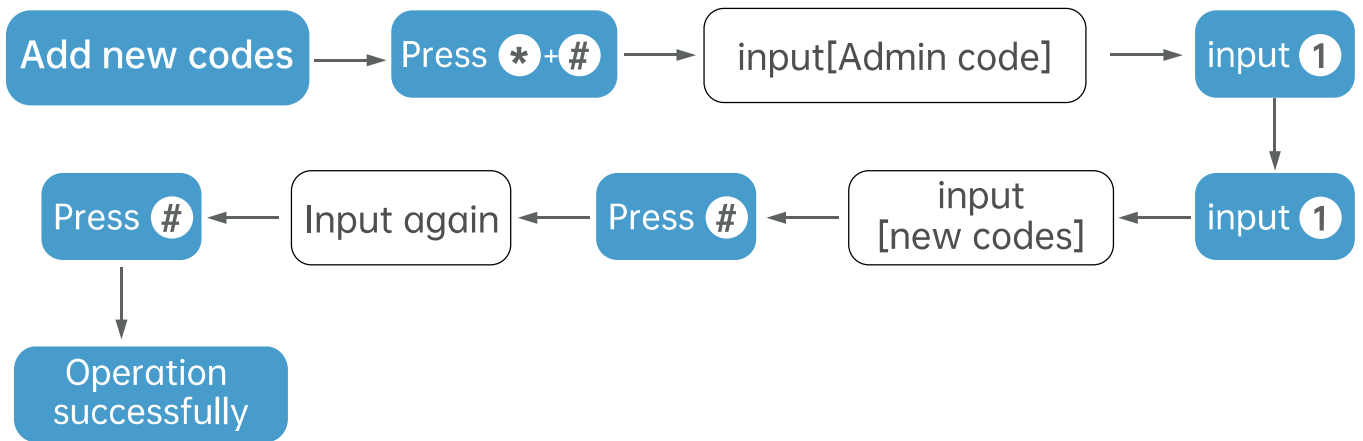 Add new codes
Press * + #
input[Admin code]
input 1
input 1
input
[new codes]
Press #
Input again
Press #
Operation
successfully